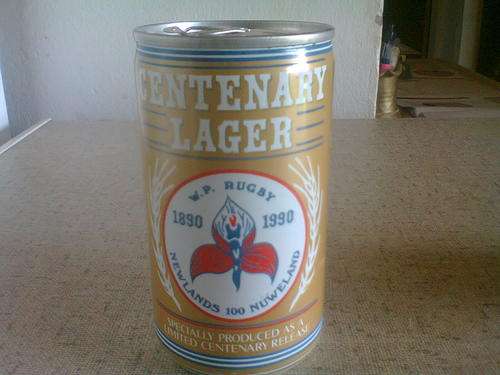 CENTENARY
LAGER
W.P. RUGBY
1890 1990
NEWLANDS 100 NUWELAND
SPECIALLY PRODUCED AS A
LIMITED CENTENARY RELEASE